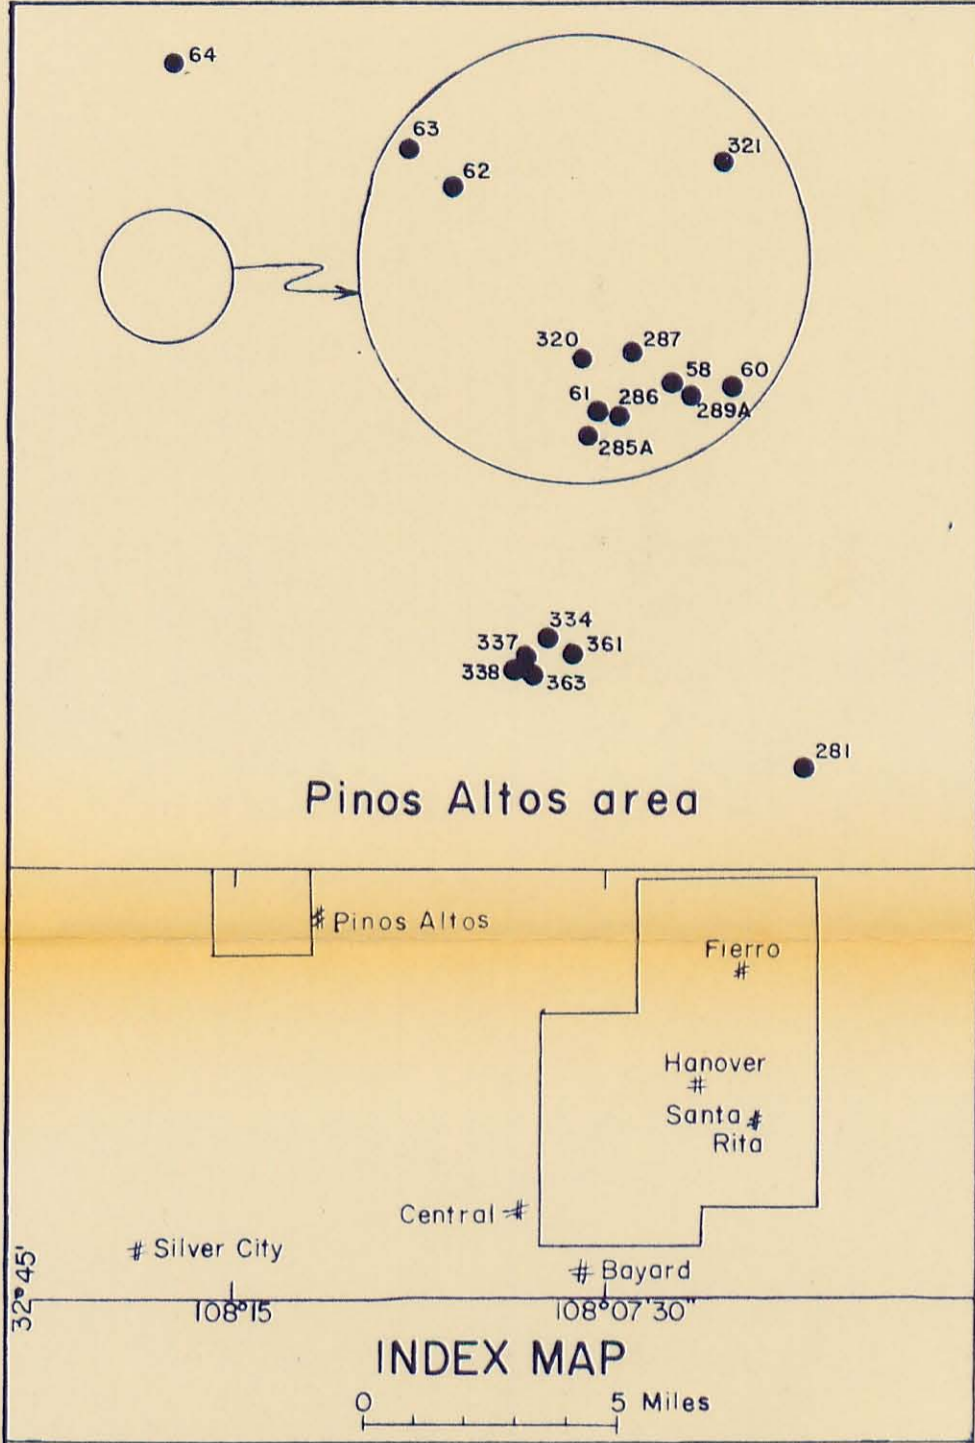 64
63
62
321
320
287
58
60
61
286
289A
285A
334
337
361
338
363
281
Pinos Altos area
Pinos Altos
Fierro
Hanover
Santa
Rita
Central
Silver City
Bayard
32°45'
108°15
108°07'30"
INDEX MAP
0 5 Miles